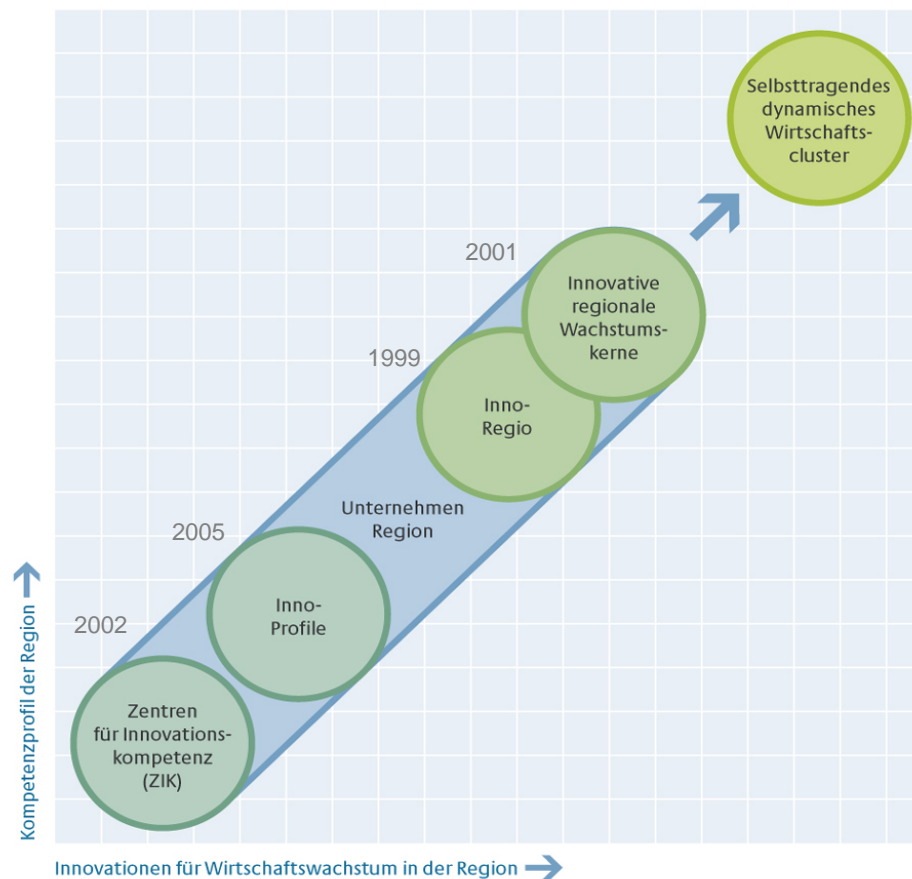 Selbsttragendes
dynamisches
Wirtschafts-
cluster
2001
Innovative
regionale
Wachstums-
kerne
1999
Inno-
Regio
Unternehmen
Region
2005
Inno-
Profile
2002
Zentren
für Innovations-
kompetenz
(ZIK)
Kompetenzprofil der Region
Innovationen für Wirtschaftswachstum in der Region